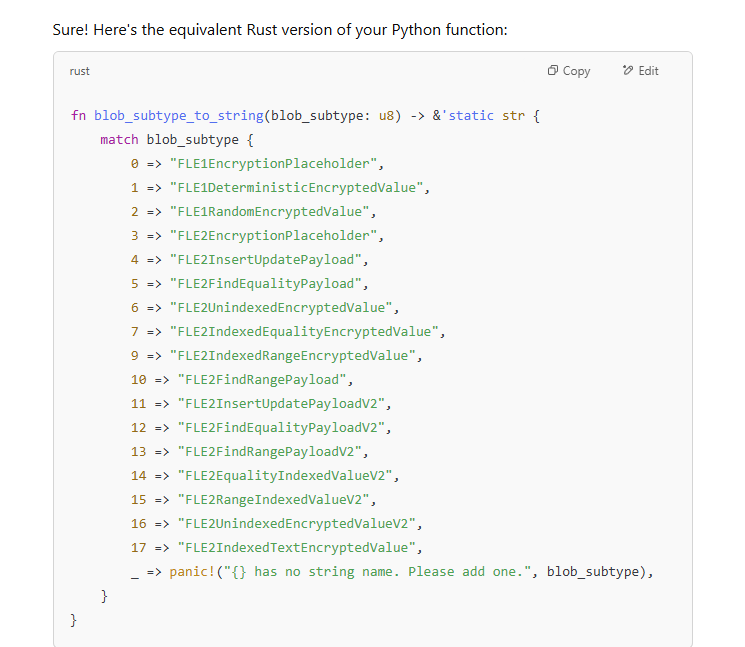 Sure! Here's the equivalent Rust version of your Python function:
rust
Copy
Edit
fn blob_subtype_to_string(blob_subtype: u8) -> &'static str {
    match blob_subtype {
        0 => "FLE1EncryptionPlaceholder",
        1 => "FLE1DeterministicEncryptedValue",
        2 => "FLE1RandomEncryptedValue",
        3 => "FLE2EncryptionPlaceholder",
        4 => "FLE2InsertUpdatePayload",
        5 => "FLE2FindEqualityPayload",
        6 => "FLE2UnindexedEncryptedValue",
        7 => "FLE2IndexedEqualityEncryptedValue",
        9 => "FLE2IndexedRangeEncryptedValue",
        10 => "FLE2FindRangePayload",
        11 => "FLE2InsertUpdatePayloadV2",
        12 => "FLE2FindEqualityPayloadV2",
        13 => "FLE2FindRangePayloadV2",
        14 => "FLE2EqualityIndexedValueV2",
        15 => "FLE2RangeIndexedValueV2",
        16 => "FLE2UnindexedEncryptedValueV2",
        17 => "FLE2IndexedTextEncryptedValue",
        _ => panic!("{} has no string name. Please add one.", blob_subtype),
    }
}